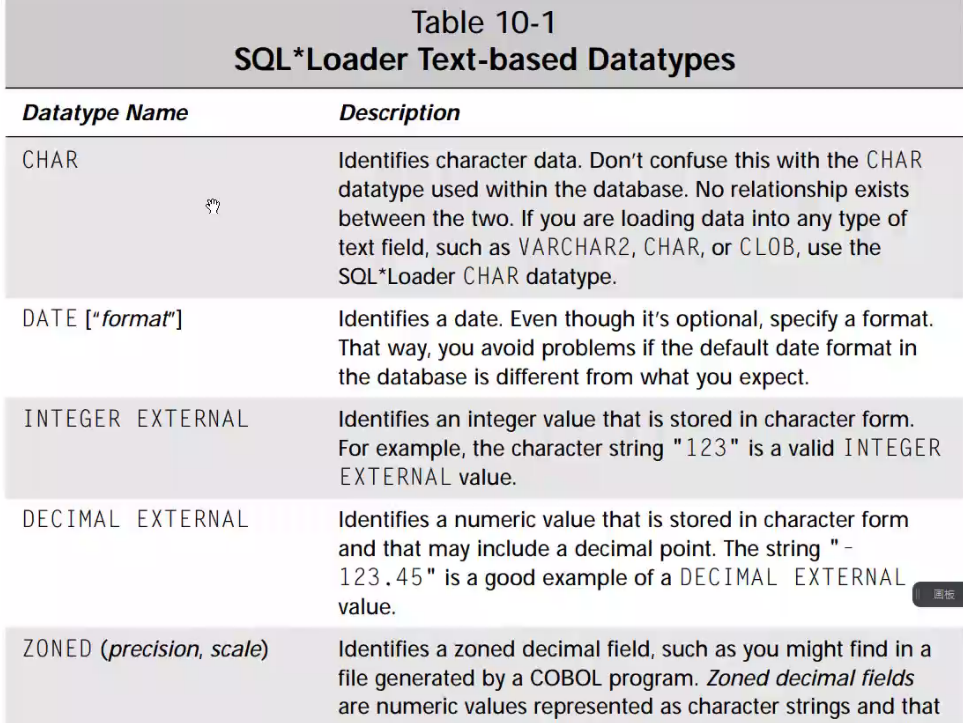 Table 10-1
SQL*Loader Text-based Datatypes
Datatype Name Description
CHAR Identifies character data. Don't confuse this with the CHAR
datatype used within the database. No relationship exists
between the two. If you are loading data into any type of
text field, such as VARCHAR2, CHAR, or CLOB, use the
SQL*Loader CHAR datatype.
DATE ["format"] Identifies a date. Even though it's optional, specify a format.
That way, you avoid problems if the default date format in
the database is different from what you expect.
INTEGER EXTERNAL Identifies an integer value that is stored in character form.
For example, the character string "123" is a valid INTEGER
EXTERNAL value.
DECIMAL EXTERNAL Identifies a numeric value that is stored in character form
and that may include a decimal point. The string "-
123.45" is a good example of a DECIMAL EXTERNAL
value.
画板
ZONED (precision, scale) Identifies a zoned decimal field, such as you might find in a
file generated by a COBOL program. Zoned decimal fields
are numeric values represented as character strings and that